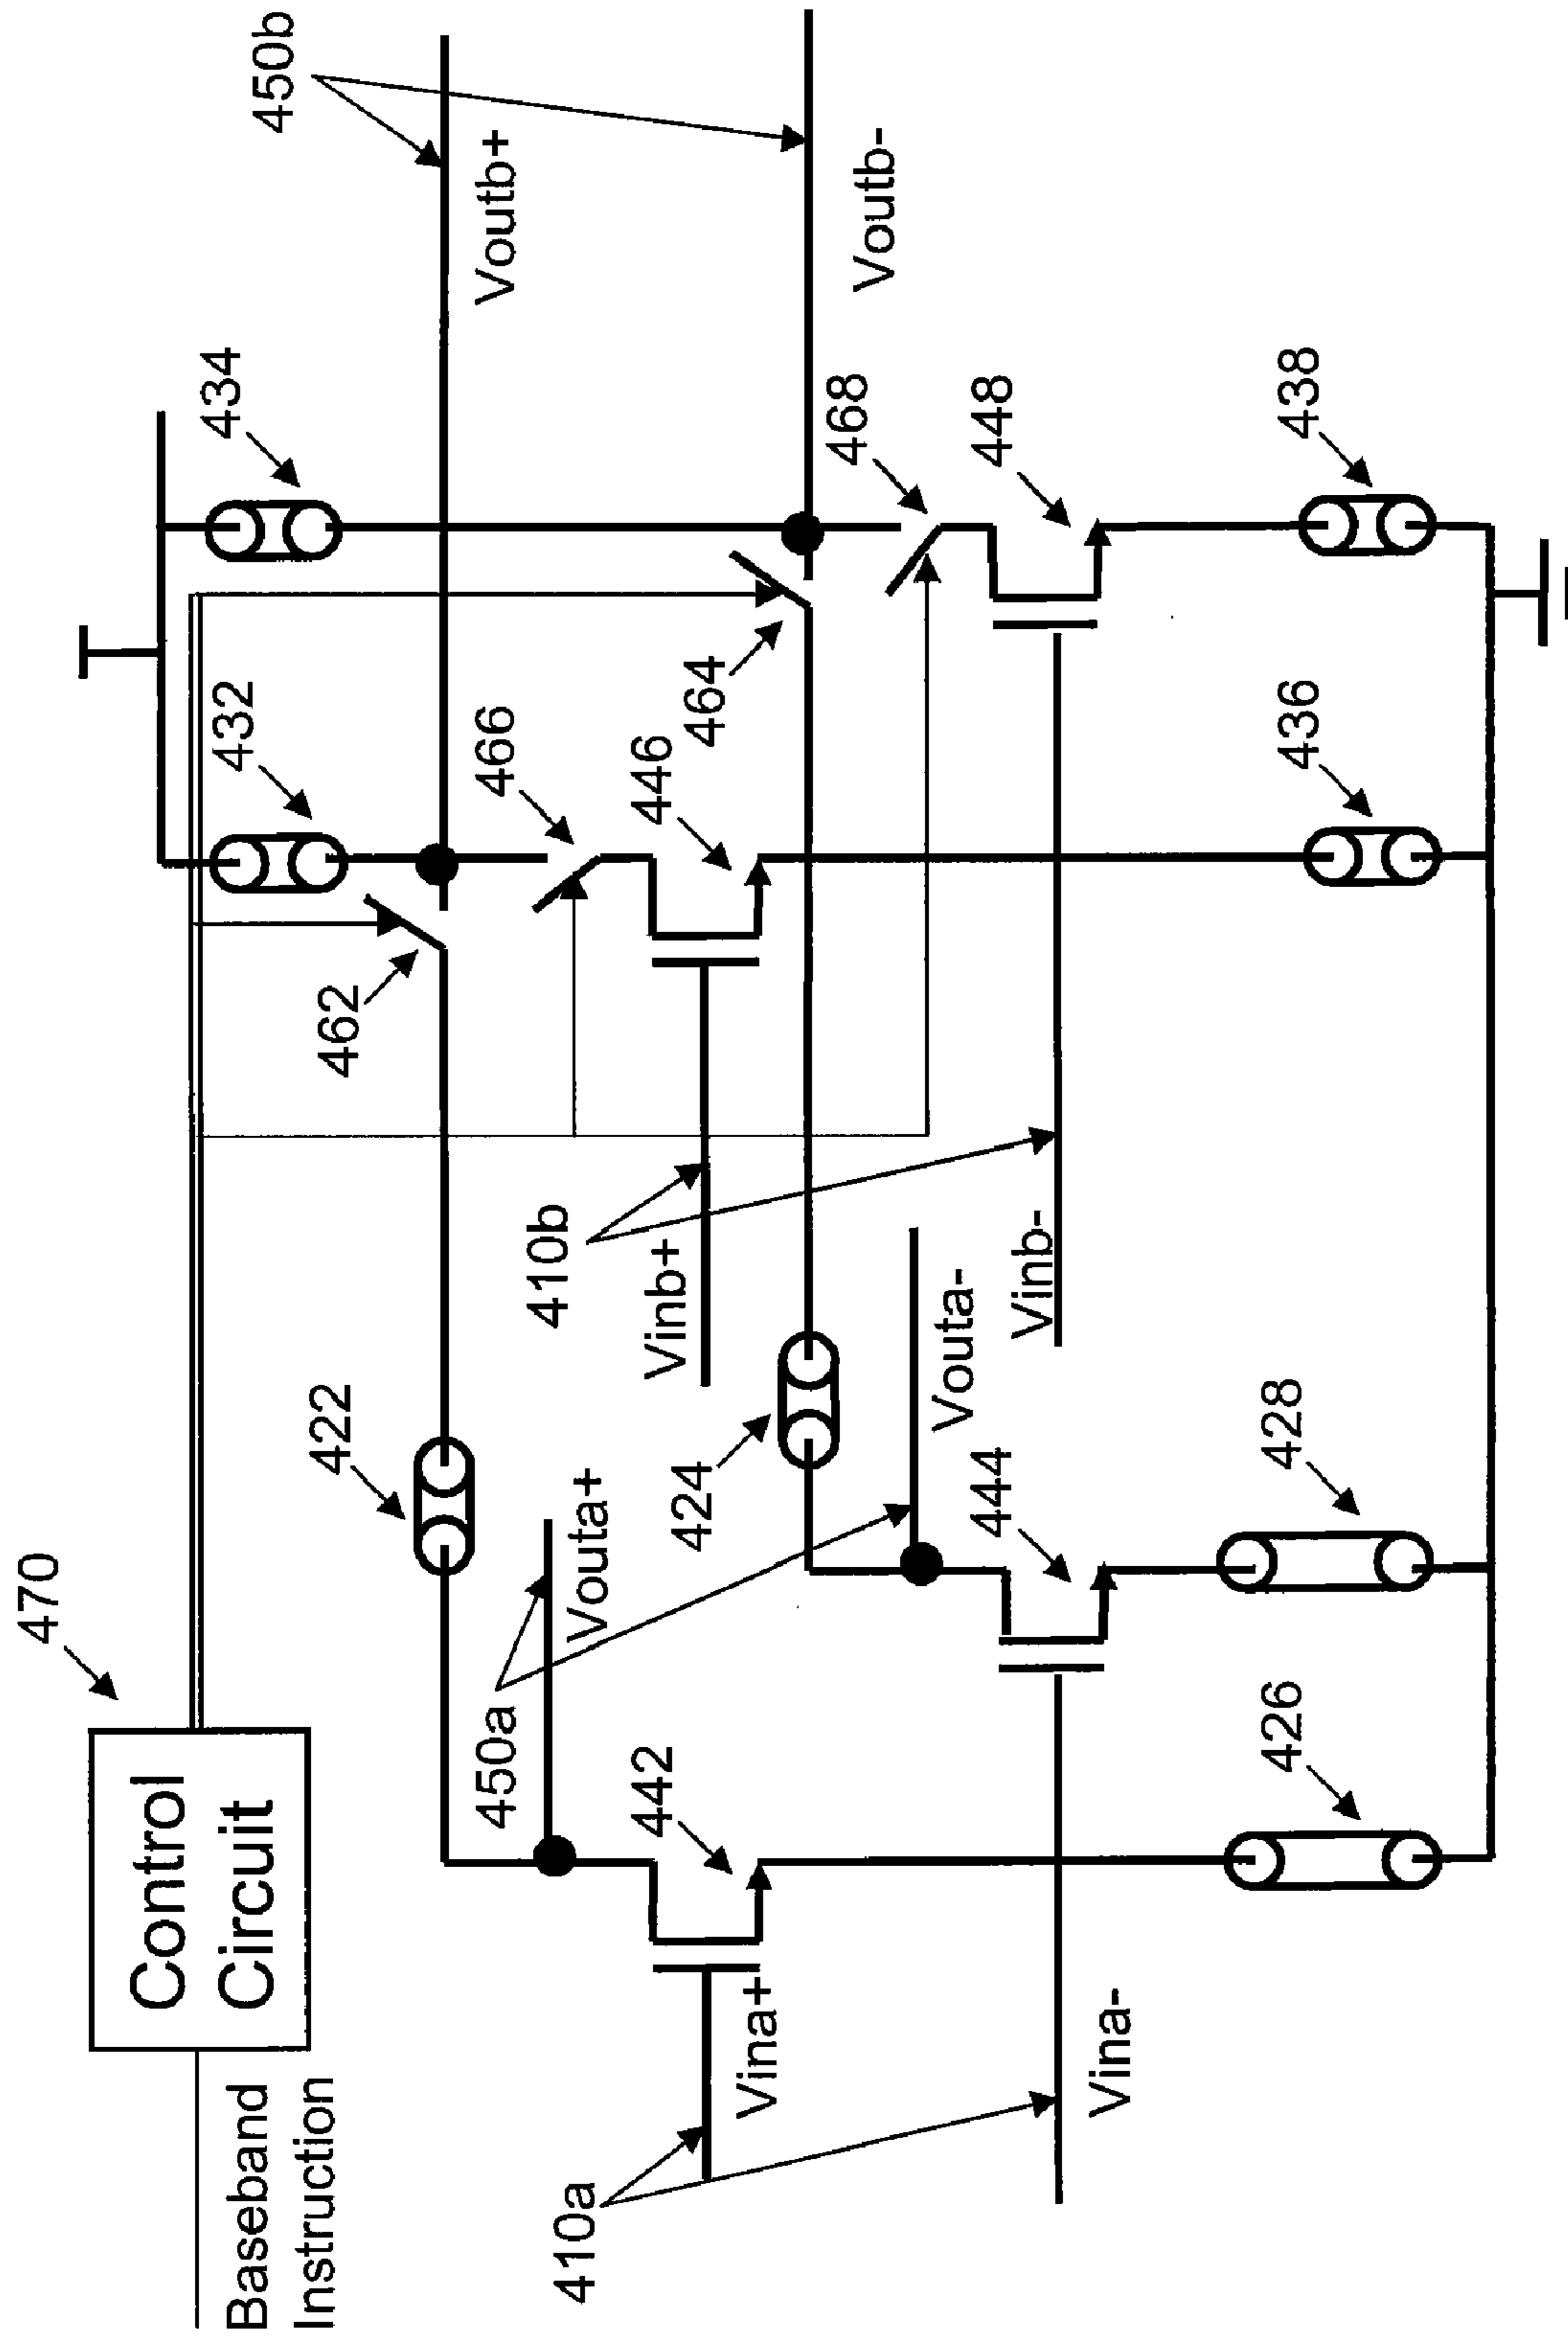 470
Control
Circuit
Baseband
Instruction
432
434
450b
422
462
Voutb+
450a
Vouta+
410b
466
410a
442
Vinb+
446
Vina+
424
464
468
Voutb-
Vouta-
444
Vinb-
448
Vina-
426
428
436
438